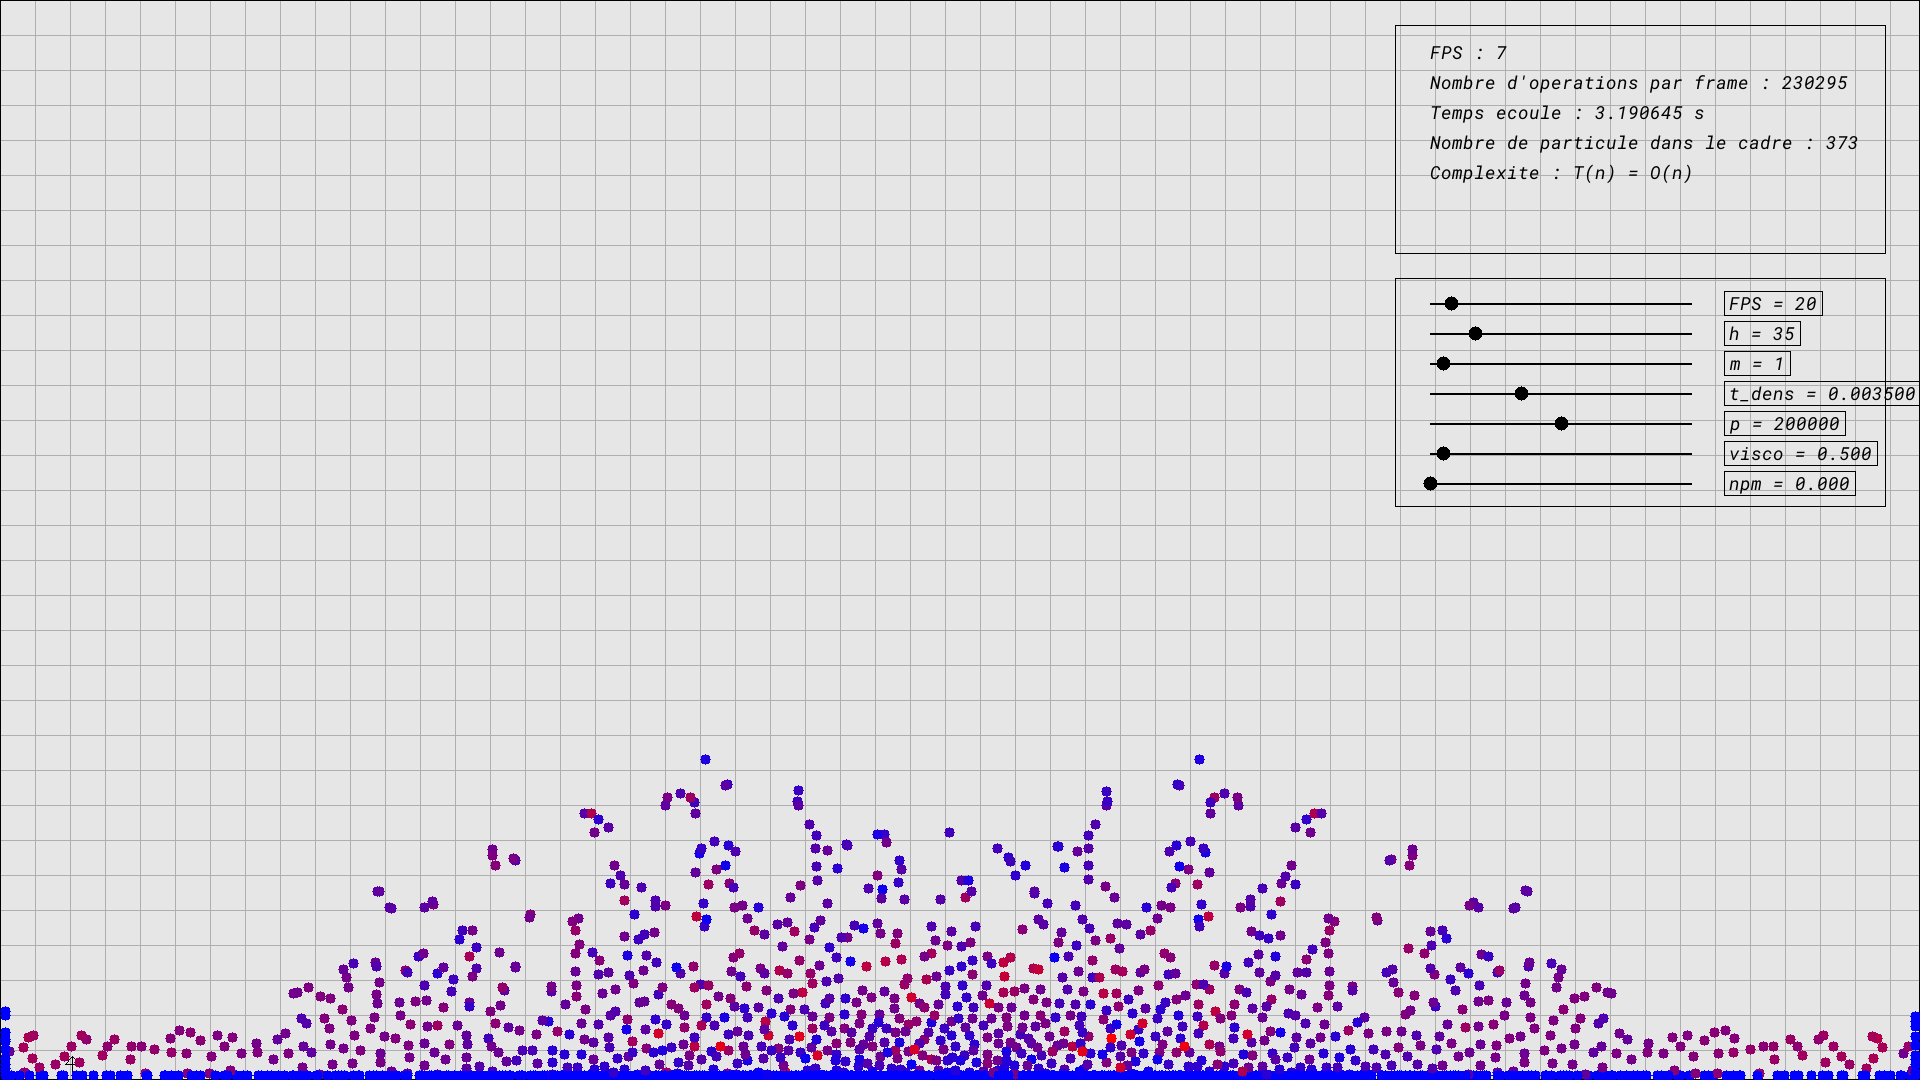 FPS : 7
Nombre d'operations par frame : 230295
Temps ecoule : 3.190645 s
Nombre de particule dans le cadre : 373
Complexite : T(n) = O(n)
FPS = 20
h = 35
m = 1
t_dens = 0.003500
p = 200000
visco = 0.500
npm = 0.000